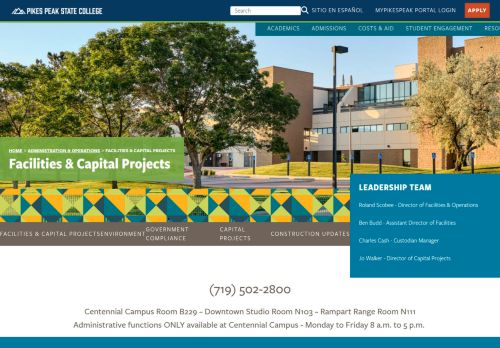 PIKES PEAK STATE COLLEGE
Search
SITIO EN ESPAÑOL
MYPIKESPEAK PORTAL LOGIN
APPLY
ACADEMICS
ADMISSIONS
COSTS & AID
STUDENT ENGAGEMENT
RESO
HOME > ADMINISTRATION & OPERATIONS > FACILITIES & CAPITAL PROJECTS
Facilities & Capital Projects
LEADERSHIP TEAM
Roland Scobee - Director of Facilities & Operations
Ben Budd - Assistant Director of Facilities
Charles Cash - Custodian Manager
Jo Walker - Director of Capital Projects
FACILITIES & CAPITAL PROJECTS
ENVIRONMENT
GOVERNMENT
COMPLIANCE
CAPITAL
PROJECTS
CONSTRUCTION UPDATES
(719) 502-2800
Centennial Campus Room B229 – Downtown Studio Room N103 – Rampart Range Room N111
Administrative functions ONLY available at Centennial Campus - Monday to Friday 8 a.m. to 5 p.m.